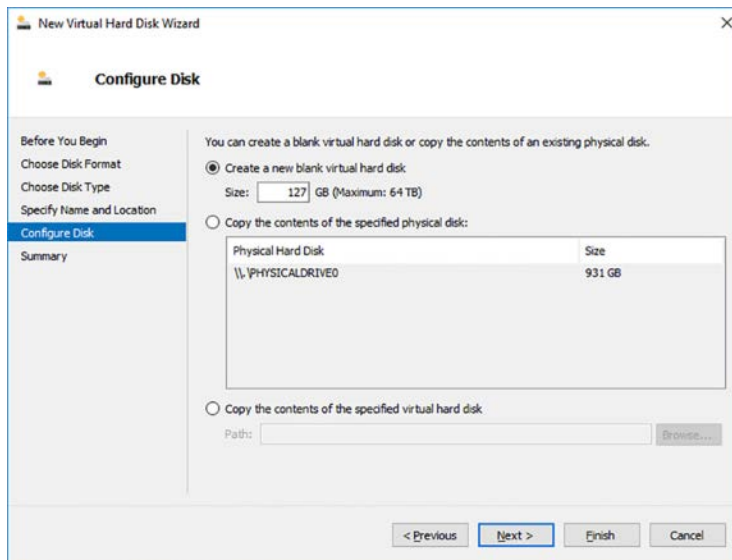 New Virtual Hard Disk Wizard
Configure Disk
Before You Begin
Choose Disk Format
Choose Disk Type
Specify Name and Location
Configure Disk
Summary
You can create a blank virtual hard disk or copy the contents of an existing physical disk.
Create a new blank virtual hard disk
Size: 127 GB (Maximum: 64 TB)
Copy the contents of the specified physical disk:
Physical Hard Disk Size
\\.\PHYSICALDRIVE0 931 GB
Copy the contents of the specified virtual hard disk
Path: Browse...
< Previous Next > Finish Cancel